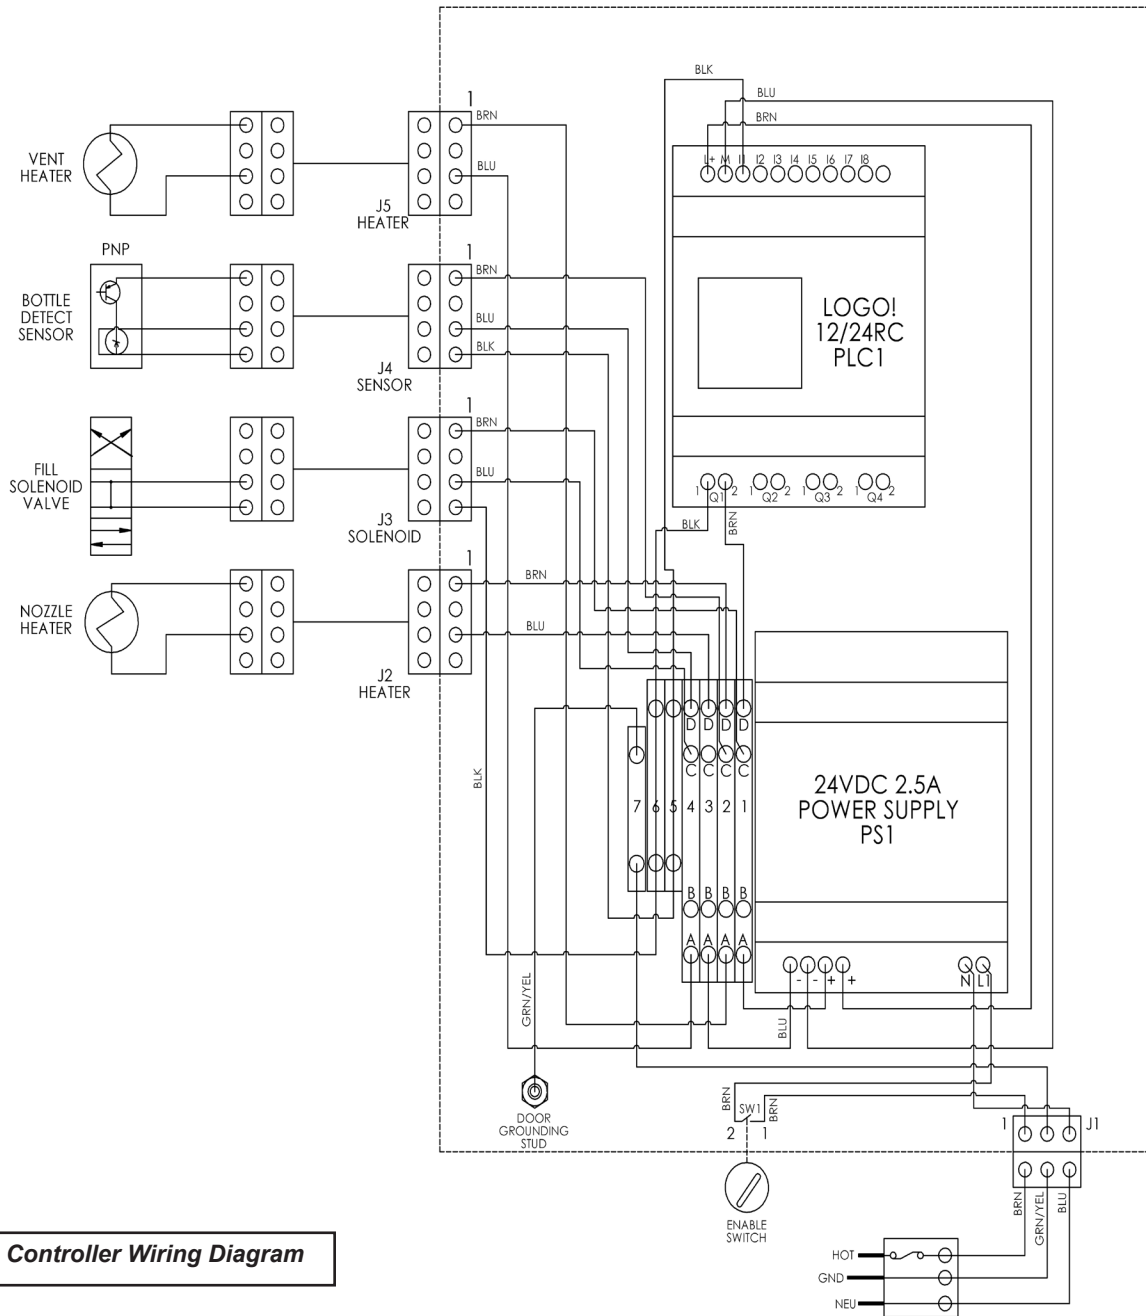 BLK
BLU
BRN
L+ M I1 I2 I3 I4 I5 I6 I7 I8
LOGO!
12/24RC
PLC1
1 Q1 2 1 Q2 2 1 Q3 2 1 Q4 2
BLK
BRN
VENT
HEATER
1
BRN
BLU
J5
HEATER
PNP
BOTTLE
DETECT
SENSOR
1
BRN
BLU
BLK
J4
SENSOR
FILL
SOLENOID
VALVE
1
BRN
BLU
J3
SOLENOID
NOZZLE
HEATER
1
BRN
BLU
J2
HEATER
BLK
D D D D
C C C C
7 6 5 4 3 2 1
B B B B
A A A A
24VDC 2.5A
POWER SUPPLY
PS1
- - + +
N L1
GRN/YEL
BLU
DOOR
GROUNDING
STUD
BRN
SW1
BRN
2 1
ENABLE
SWITCH
1
J1
BRN
GRN/YEL
BLU
HOT
GND
NEU
Controller Wiring Diagram